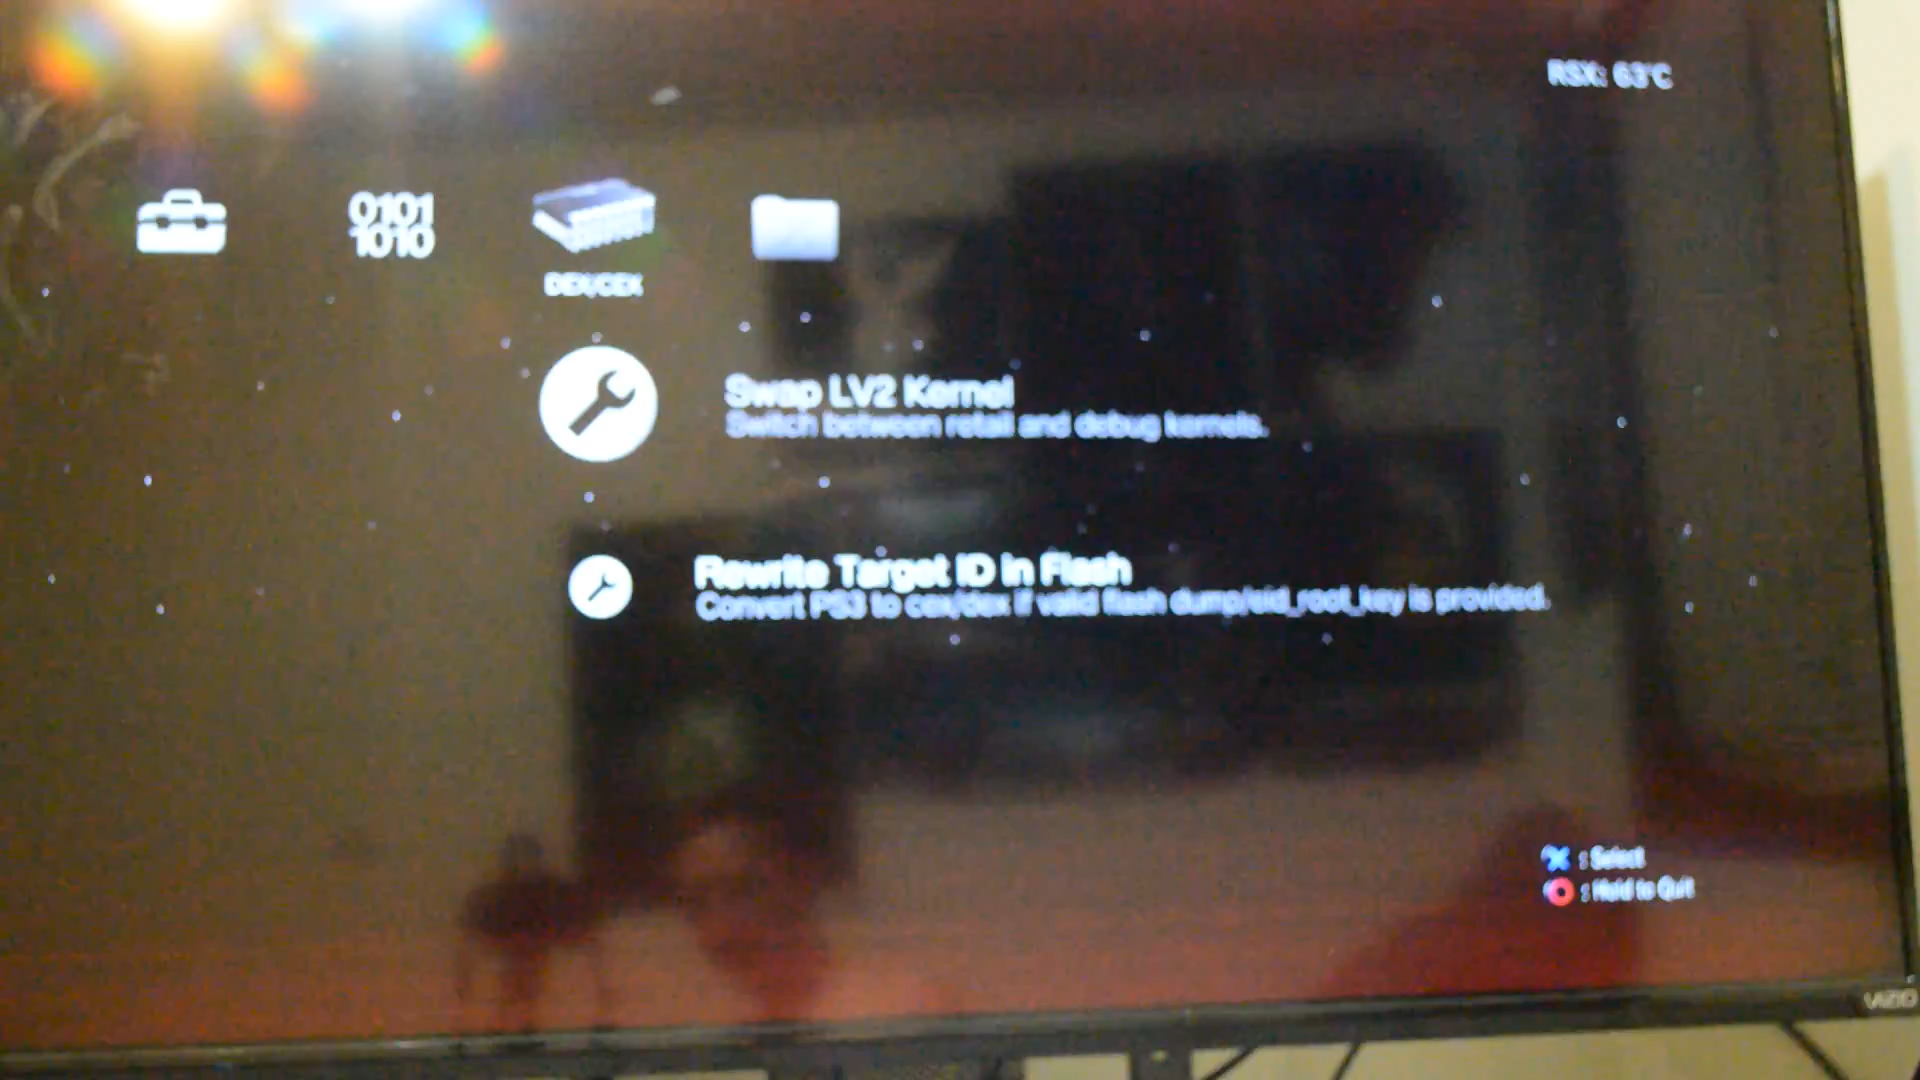 RSX: 63°C
0101
1010
DEX/CEX
Swap LV2 Kernel
Switch between retail and debug kernels.
Rewrite Target ID in Flash
Convert PS3 to cex/dex if valid flash dump/eid_root_key is provided.
: Select
: Hold to Quit
VIZIO